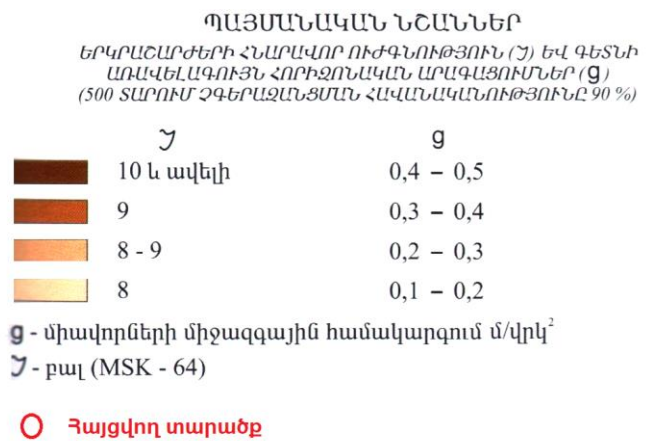 ՊԱՅՄԱՆԱԿԱՆ ՆՇԱՆՆԵՐ
ԵՐԿՐԱՇԱՐԺԵՐԻ ՀՆԱՐԱՎՈՐ ՈՒԺԳՆՈՒԹՅՈՒՆ (J) ԵՎ ԳԵՏՆԻ
ԱՌԱՎԵԼԱԳՈՒՅՆ ՀՈՐԻԶՈՆԱԿԱՆ ԱՐԱԳԱՑՈՒՄՆԵՐ (g)
(500 ՏԱՐՈՒՄ ՉԳԵՐԱԶԱՆՑՄԱՆ ՀԱՎԱՆԱԿԱՆՈՒԹՅՈՒՆԸ 90 %)
J g
10 և ավելի 0,4 – 0,5
9 0,3 – 0,4
8 - 9 0,2 – 0,3
8 0,1 – 0,2
g - միավորների միջազգային համակարգում մ/վրկ²
J - բալ (MSK - 64)
Հայցվող տարածք